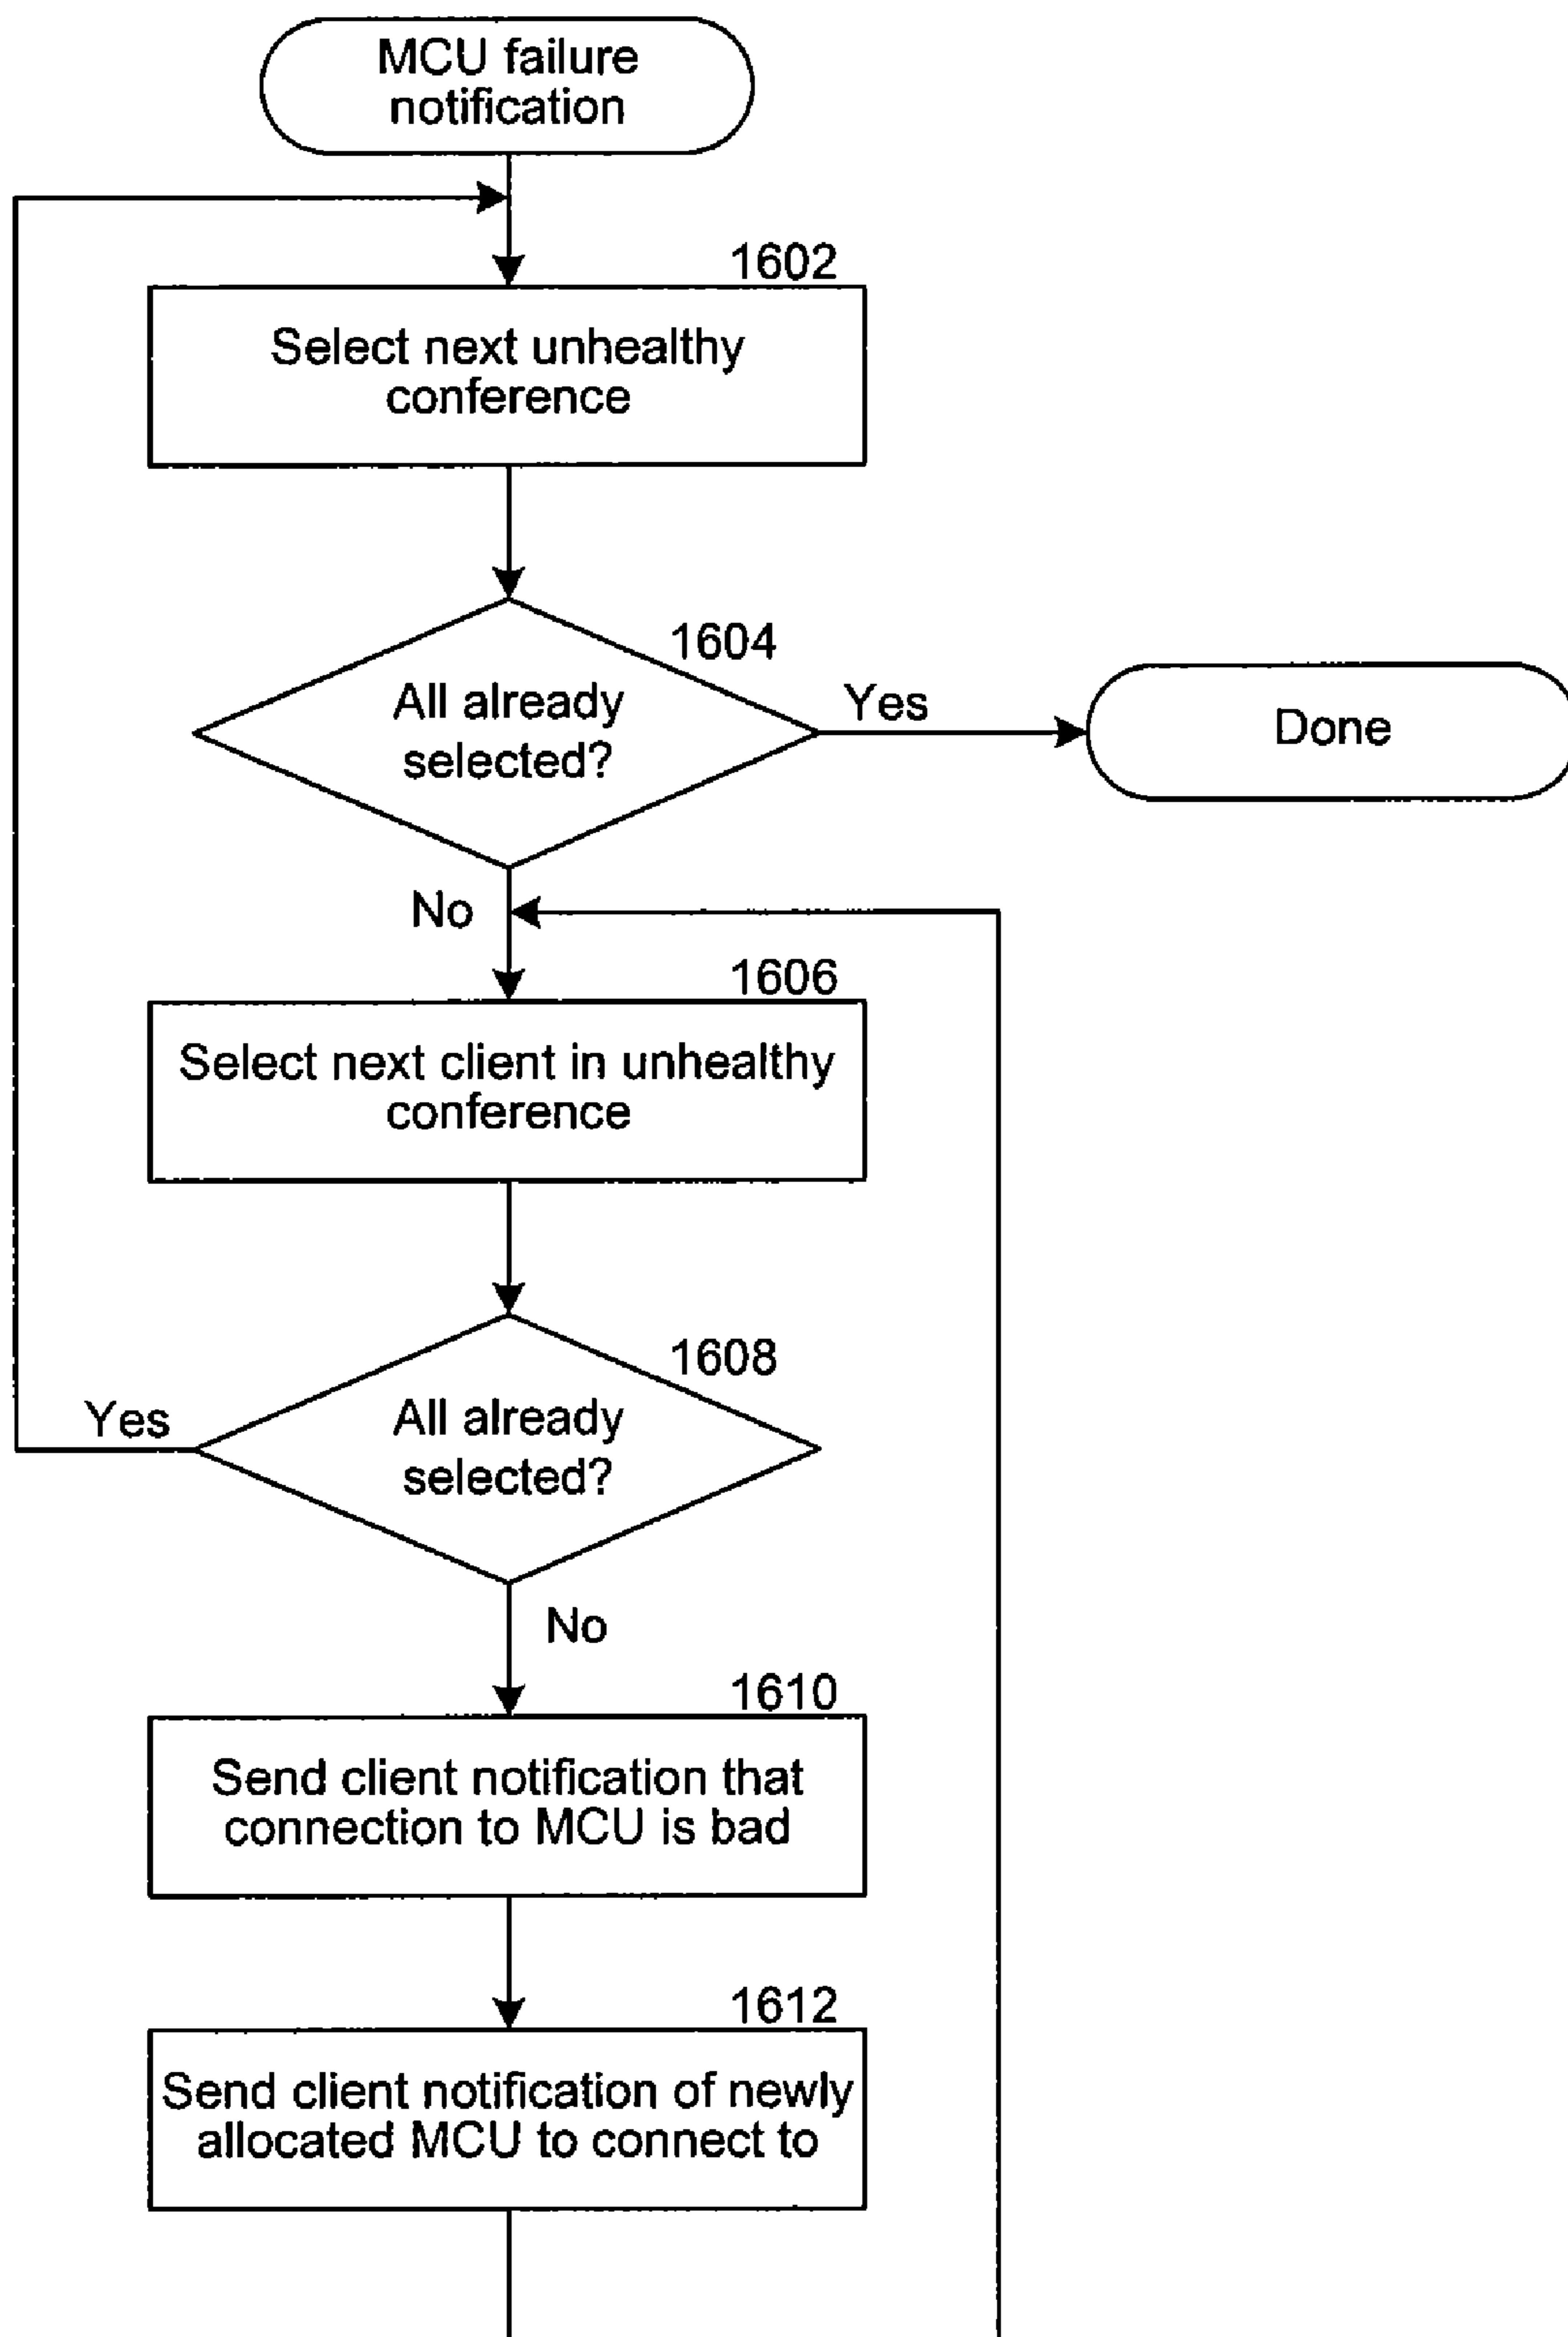 MCU failure
notification
1602
Select next unhealthy
conference
1604
All already
selected?
Yes
Done
No
1606
Select next client in unhealthy
conference
1608
All already
selected?
Yes
No
1610
Send client notification that
connection to MCU is bad
1612
Send client notification of newly
allocated MCU to connect to